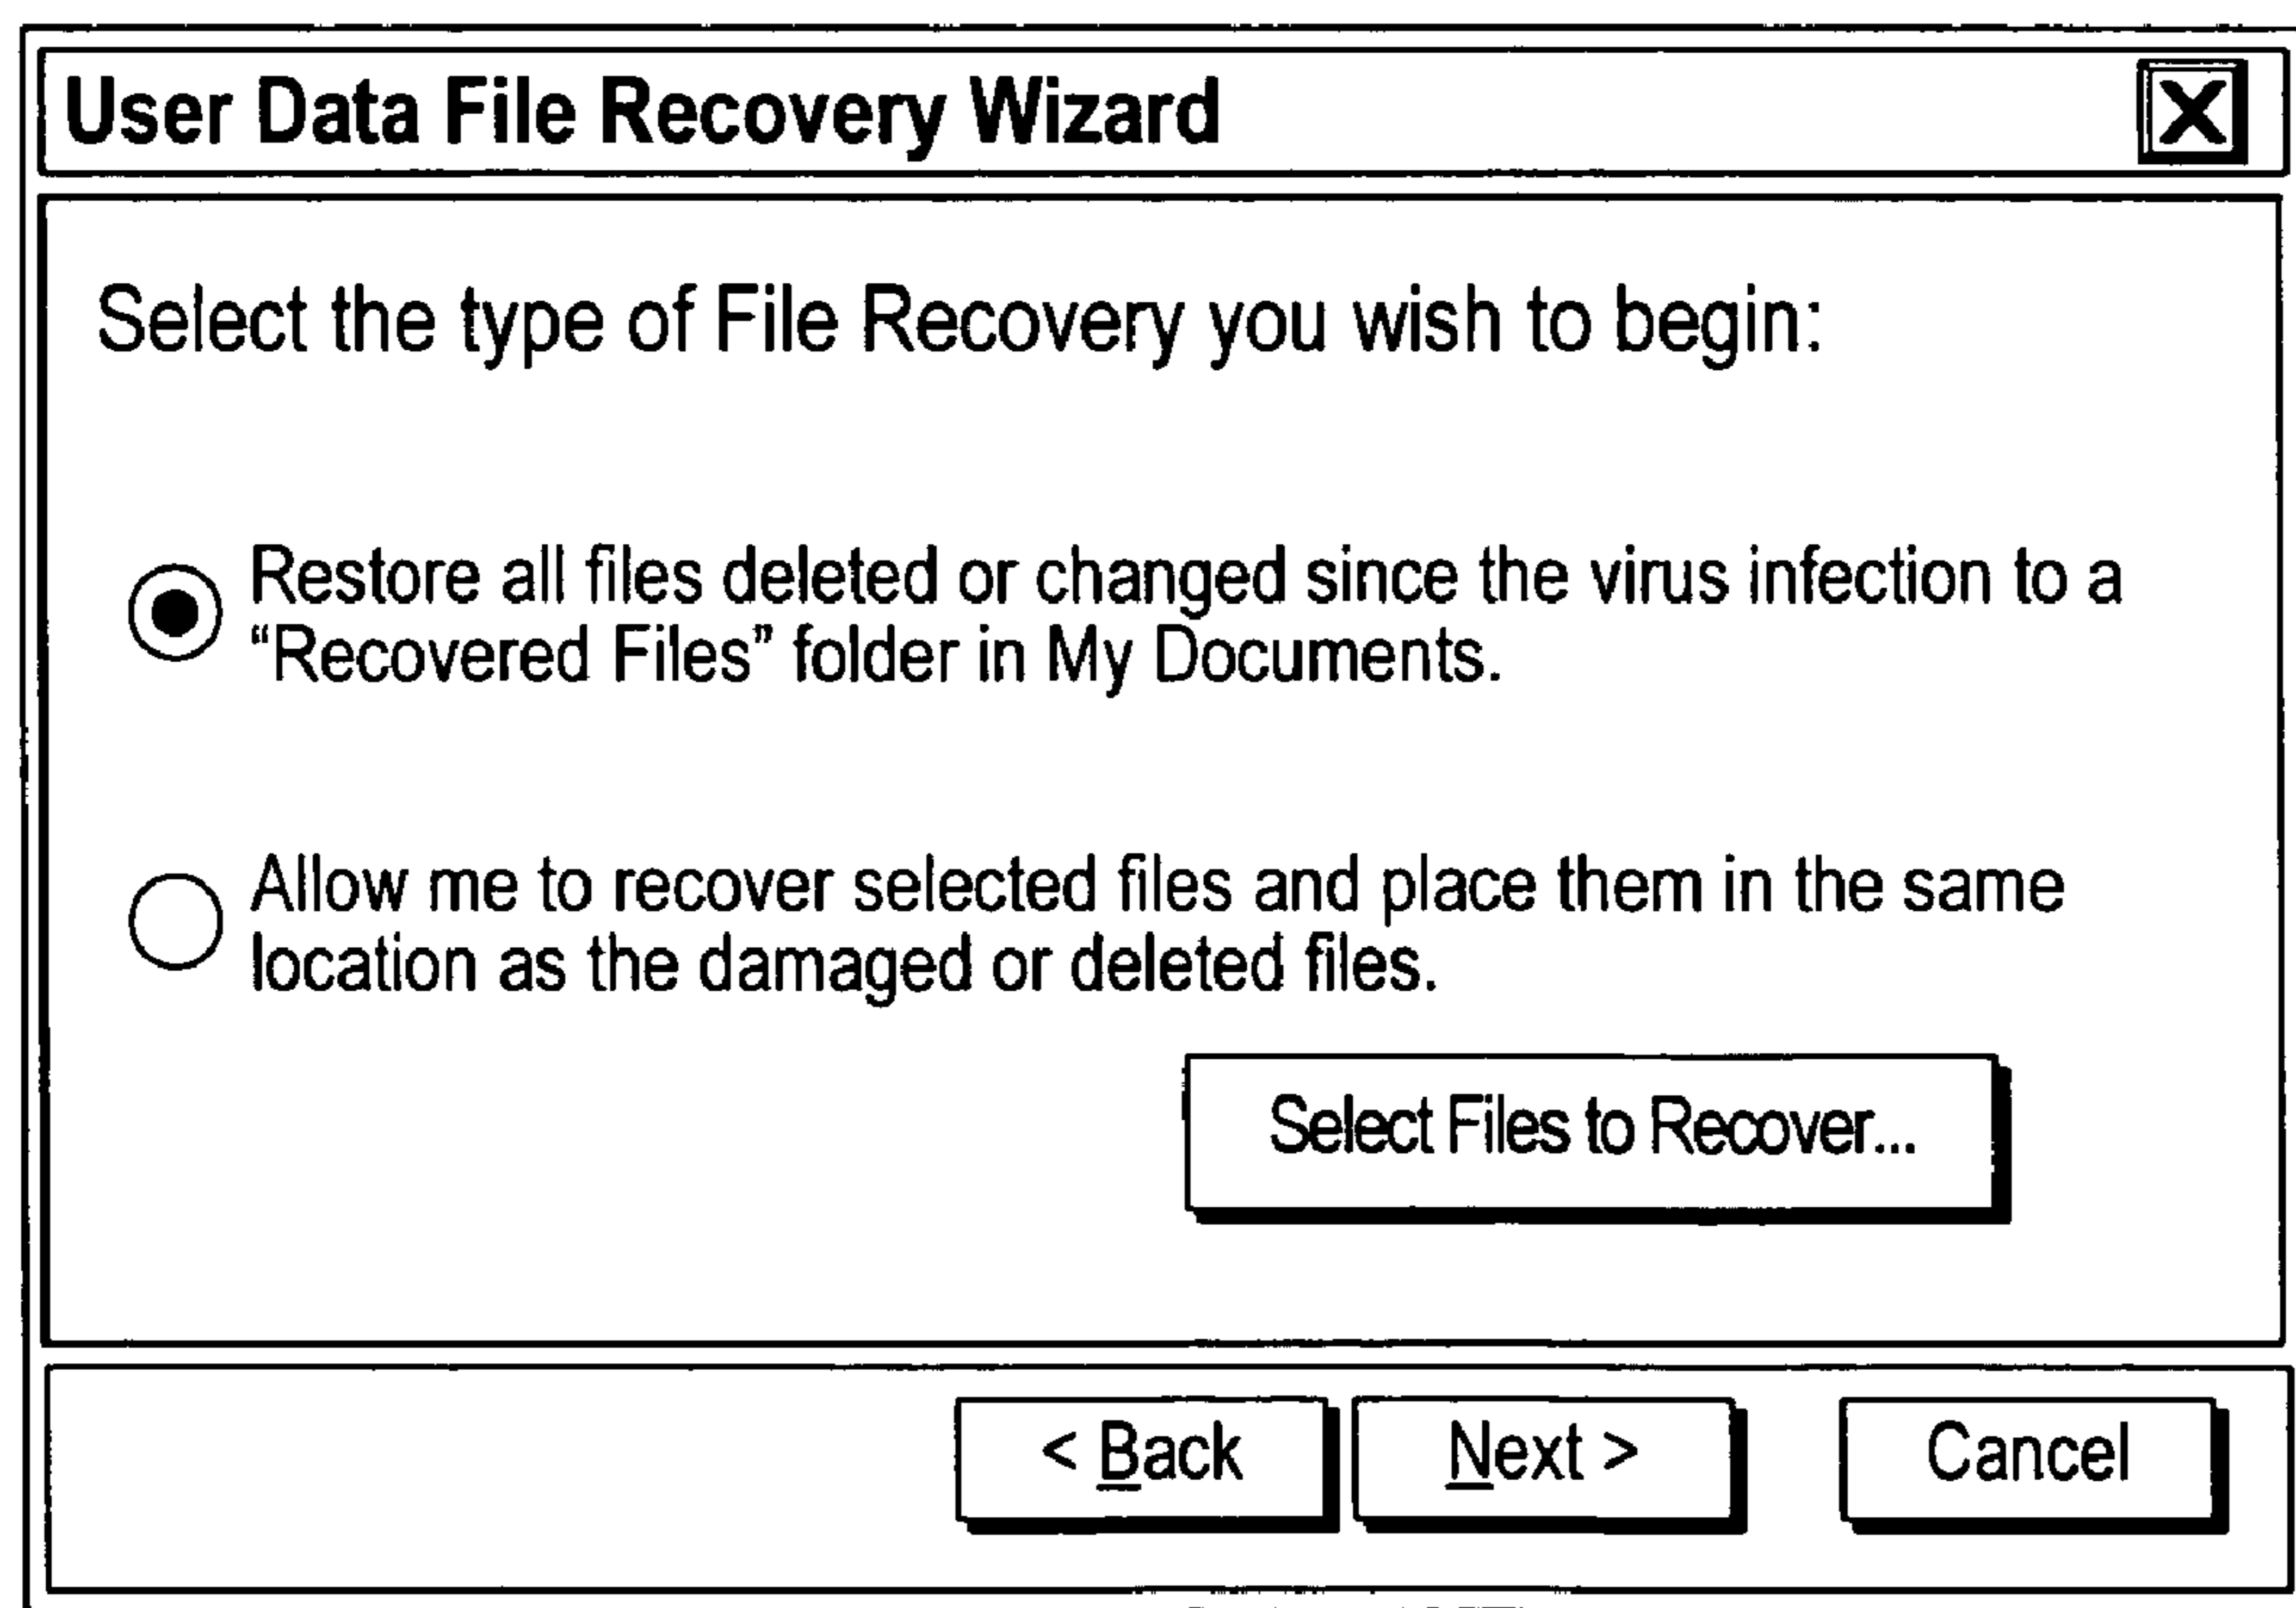 User Data File Recovery Wizard
X
Select the type of File Recovery you wish to begin:
Restore all files deleted or changed since the virus infection to a
“Recovered Files” folder in My Documents.
Allow me to recover selected files and place them in the same
location as the damaged or deleted files.
Select Files to Recover...
< Back
Next >
Cancel